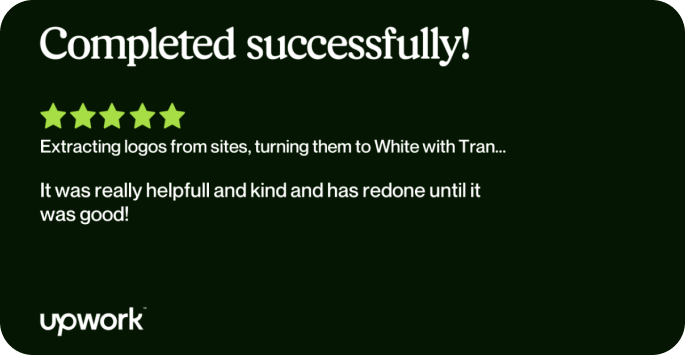 Completed successfully!
Extracting logos from sites, turning them to White with Tran...
It was really helpfull and kind and has redone until it
was good!
upwork™